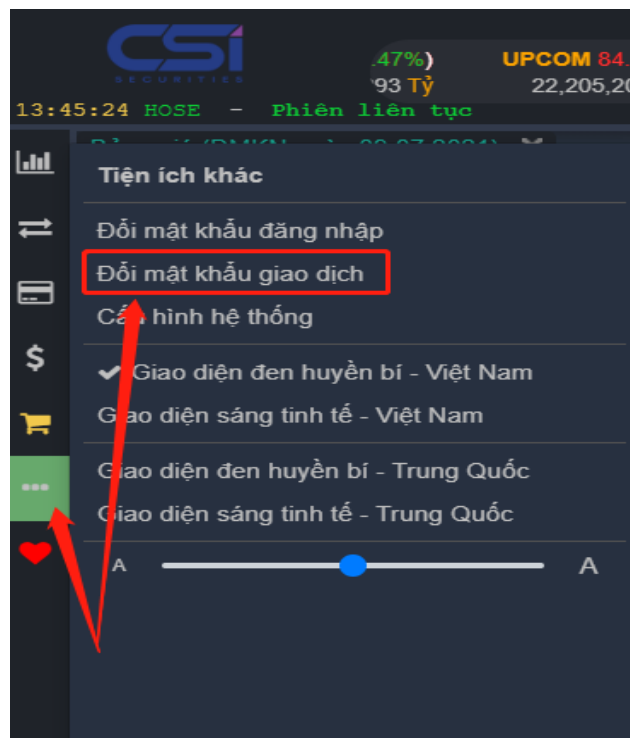 CSI
SECURITIES
.47%) UPCOM 84.
93 Tỷ 22,205,20
13:45:24 HOSE - Phiên liên tục
Tiện ích khác
Đổi mật khẩu đăng nhập
Đổi mật khẩu giao dịch
hình hệ thống
Giao diện đen huyền bí - Việt Nam
Giao diện sáng tinh tế - Việt Nam
Giao diện đen huyền bí - Trung Quốc
Giao diện sáng tinh tế - Trung Quốc
A A